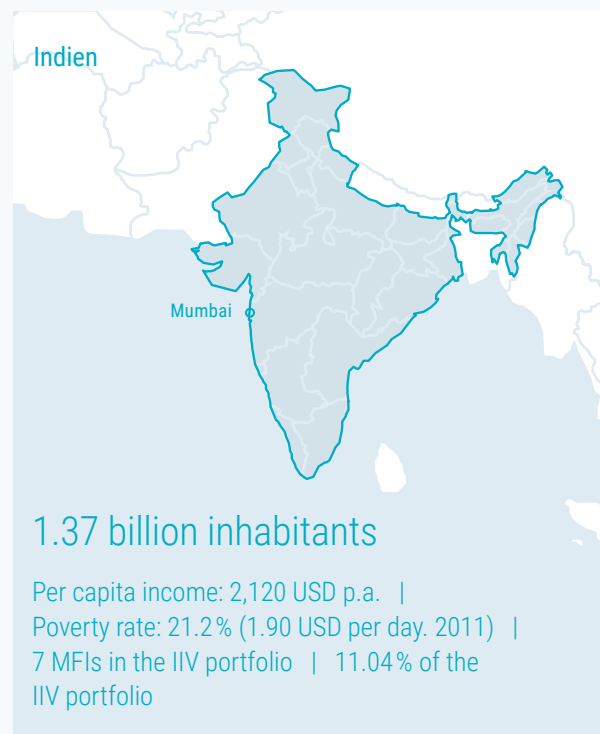 Indien
Mumbai
1.37 billion inhabitants
Per capita income: 2,120 USD p.a. |
Poverty rate: 21.2% (1.90 USD per day. 2011) |
7 MFIs in the IIV portfolio | 11.04% of the
IIV portfolio